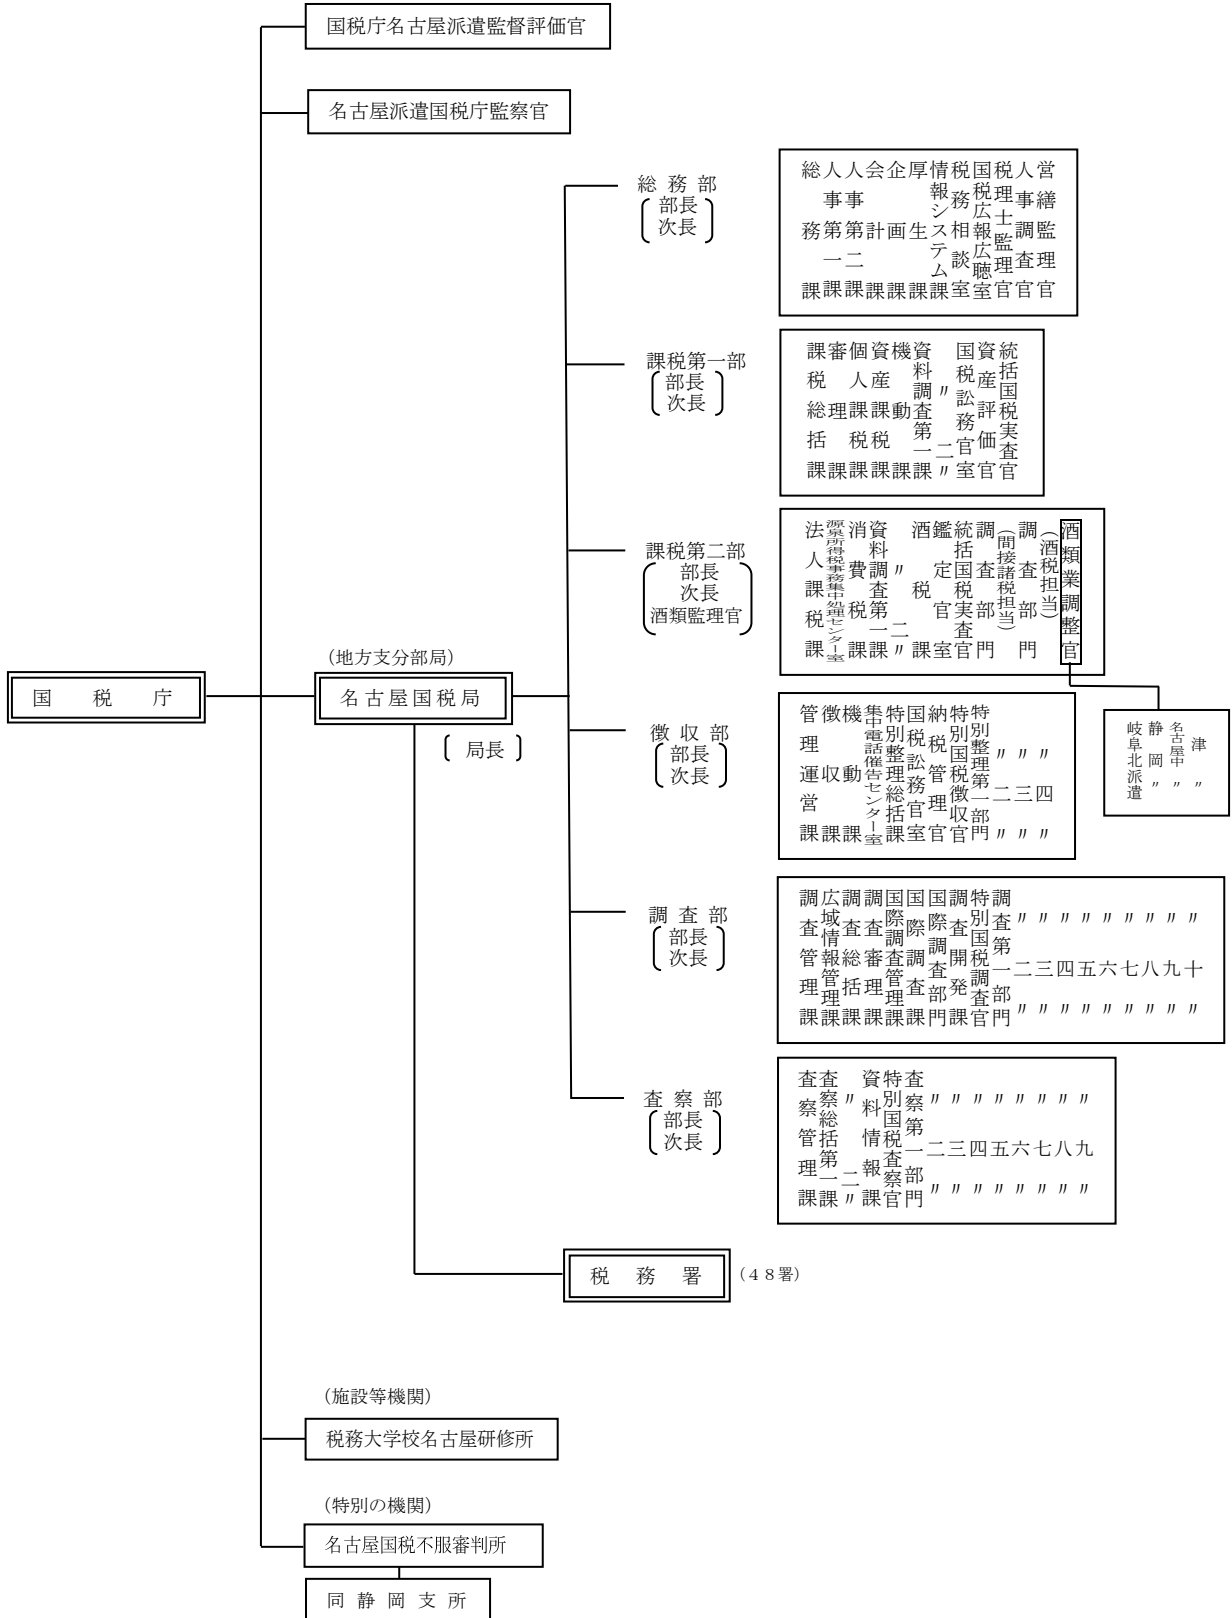 国税庁名古屋派遣監督評価官
名古屋派遣国税庁監察官
総務部
部長
次長
総務課
人事第一課
人事第二課
会計課
企画課
厚生課
情報システム課
税務相談室
国税広報広聴室
税理士監理官
人事調査官
営繕監理官
課税第一部
部長
次長
課税総括課
審理課
個人課税課
資産課税課
機動課
資料調査第一課
〃二〃
国税訟務官室
資産評価官
統括国税実査官
課税第二部
部長
次長
酒類監理官
法人課税課
源泉所得税事務集中処理センター室
消費税課
資料調査第一課
〃二〃
酒税課
鑑定官室
統括国税実査官
調査部門
(間接諸税担当)
調査部門
(酒税担当)
酒類業調整官
岐阜北派遣
静岡〃
名古屋中〃
津〃
(地方支分部局)
国税庁
名古屋国税局
局長
徴収部
部長
次長
管理運営課
徴収課
機動課
集中電話催告センター室
特別整理総括課
国税訟務官室
納税管理官
特別国税徴収官
特別整理第一部門
〃二〃
〃三〃
〃四〃
調査部
部長
次長
調査管理課
広域情報管理課
調査総括課
調査審理課
国際調査管理課
国際調査課
国際調査部門
調査開発課
特別国税調査官
調査第一部門
〃二〃
〃三〃
〃四〃
〃五〃
〃六〃
〃七〃
〃八〃
〃九〃
〃十〃
査察部
部長
次長
査察管理課
査察総括第一課
〃二〃
資料情報課
特別国税査察官
査察第一部門
〃二〃
〃三〃
〃四〃
〃五〃
〃六〃
〃七〃
〃八〃
〃九〃
税務署
(48署)
(施設等機関)
税務大学校名古屋研修所
(特別の機関)
名古屋国税不服審判所
同静岡支所